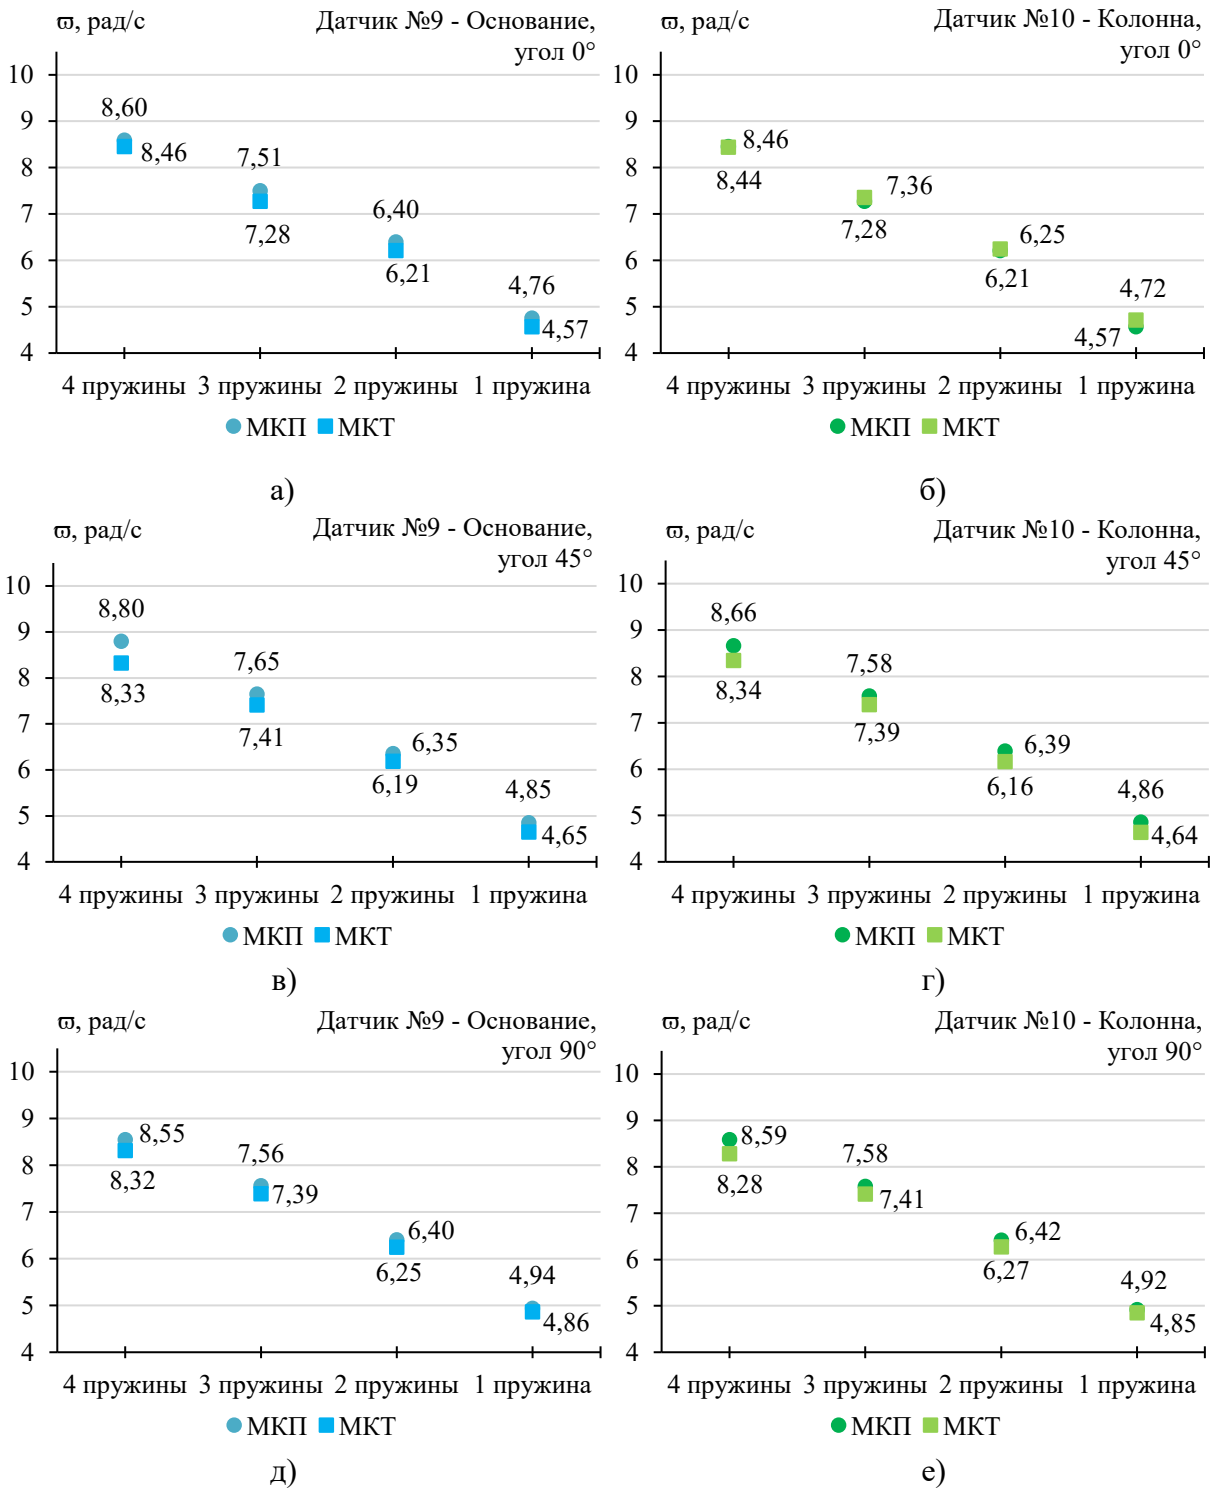 ϖ, рад/с
Датчик №9 - Основание,
угол 0°
10
9
8
7
6
5
4
8,60
8,46
7,51
7,28
6,40
6,21
4,76
4,57
4 пружины 3 пружины 2 пружины 1 пружина
МКП МКТ
а)
ϖ, рад/с
Датчик №10 - Колонна,
угол 0°
10
9
8
7
6
5
4
8,46
8,44
7,36
7,28
6,25
6,21
4,72
4,57
4 пружины 3 пружины 2 пружины 1 пружина
МКП МКТ
б)
ϖ, рад/с
Датчик №9 - Основание,
угол 45°
10
9
8
7
6
5
4
8,80
8,33
7,65
7,41
6,35
6,19
4,85
4,65
4 пружины 3 пружины 2 пружины 1 пружина
МКП МКТ
в)
ϖ, рад/с
Датчик №10 - Колонна,
угол 45°
10
9
8
7
6
5
4
8,66
8,34
7,58
7,39
6,39
6,16
4,86
4,64
4 пружины 3 пружины 2 пружины 1 пружина
МКП МКТ
г)
ϖ, рад/с
Датчик №9 - Основание,
угол 90°
10
9
8
7
6
5
4
8,55
8,32
7,56
7,39
6,40
6,25
4,94
4,86
4 пружины 3 пружины 2 пружины 1 пружина
МКП МКТ
д)
ϖ, рад/с
Датчик №10 - Колонна,
угол 90°
10
9
8
7
6
5
4
8,59
8,28
7,58
7,41
6,42
6,27
4,92
4,85
4 пружины 3 пружины 2 пружины 1 пружина
МКП МКТ
е)